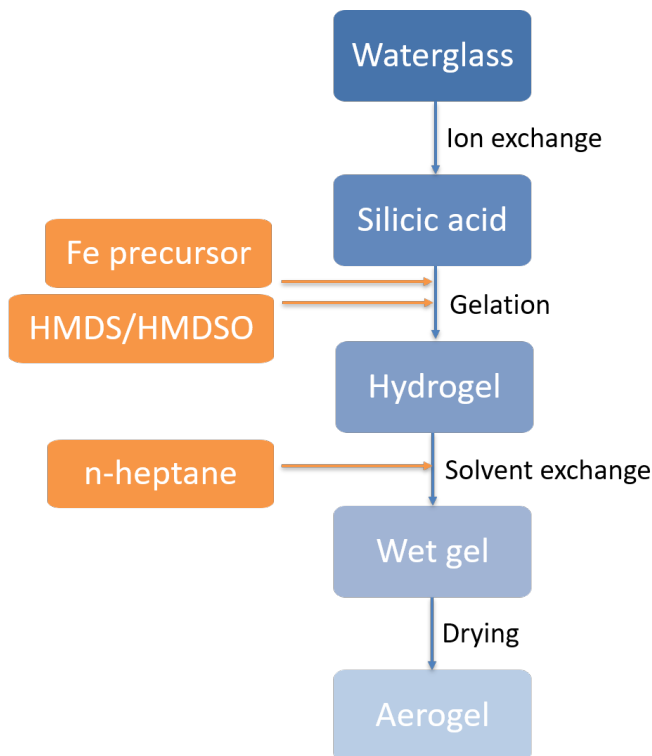 Waterglass
Ion exchange
Silicic acid
Fe precursor
HMDS/HMDSO
Gelation
Hydrogel
n-heptane
Solvent exchange
Wet gel
Drying
Aerogel